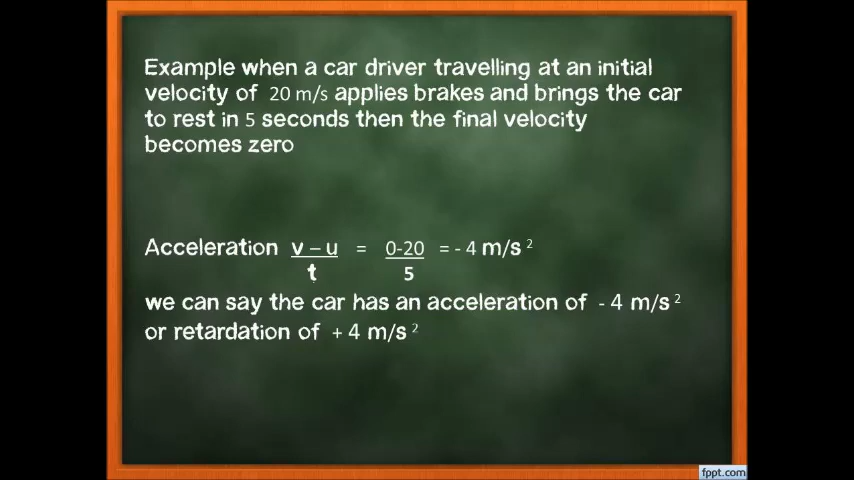 Example when a car driver travelling at an initial
velocity of 20 m/s applies brakes and brings the car
to rest in 5 seconds then the final velocity
becomes zero
Acceleration v – u = 0-20 = - 4 m/s ²
t 5
we can say the car has an acceleration of - 4 m/s ²
or retardation of + 4 m/s ²
fppt.com